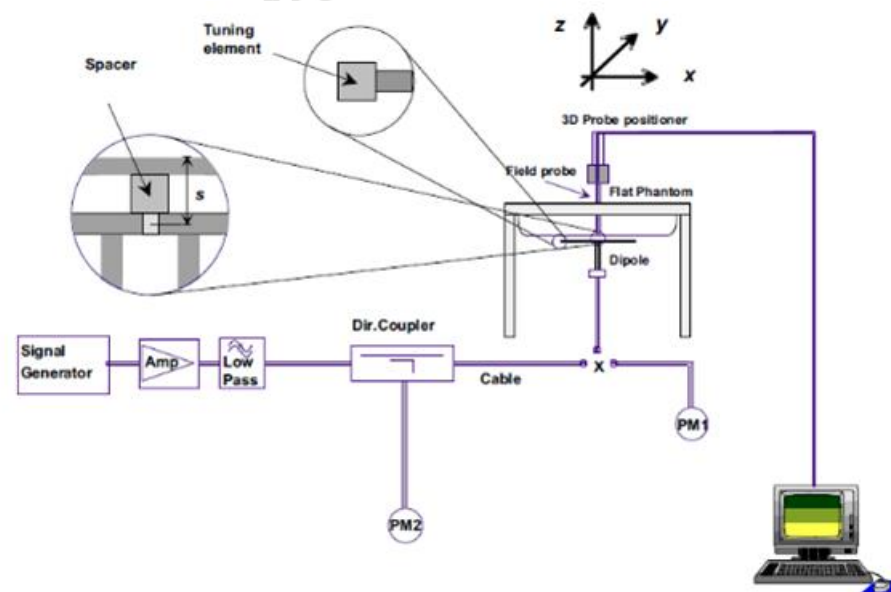 Tuning
element
Spacer
s
z
y
x
3D Probe positioner
Field probe
Flat Phantom
Dipole
Dir.Coupler
Signal
Generator
Amp
Low
Pass
Cable
X
PM1
PM2